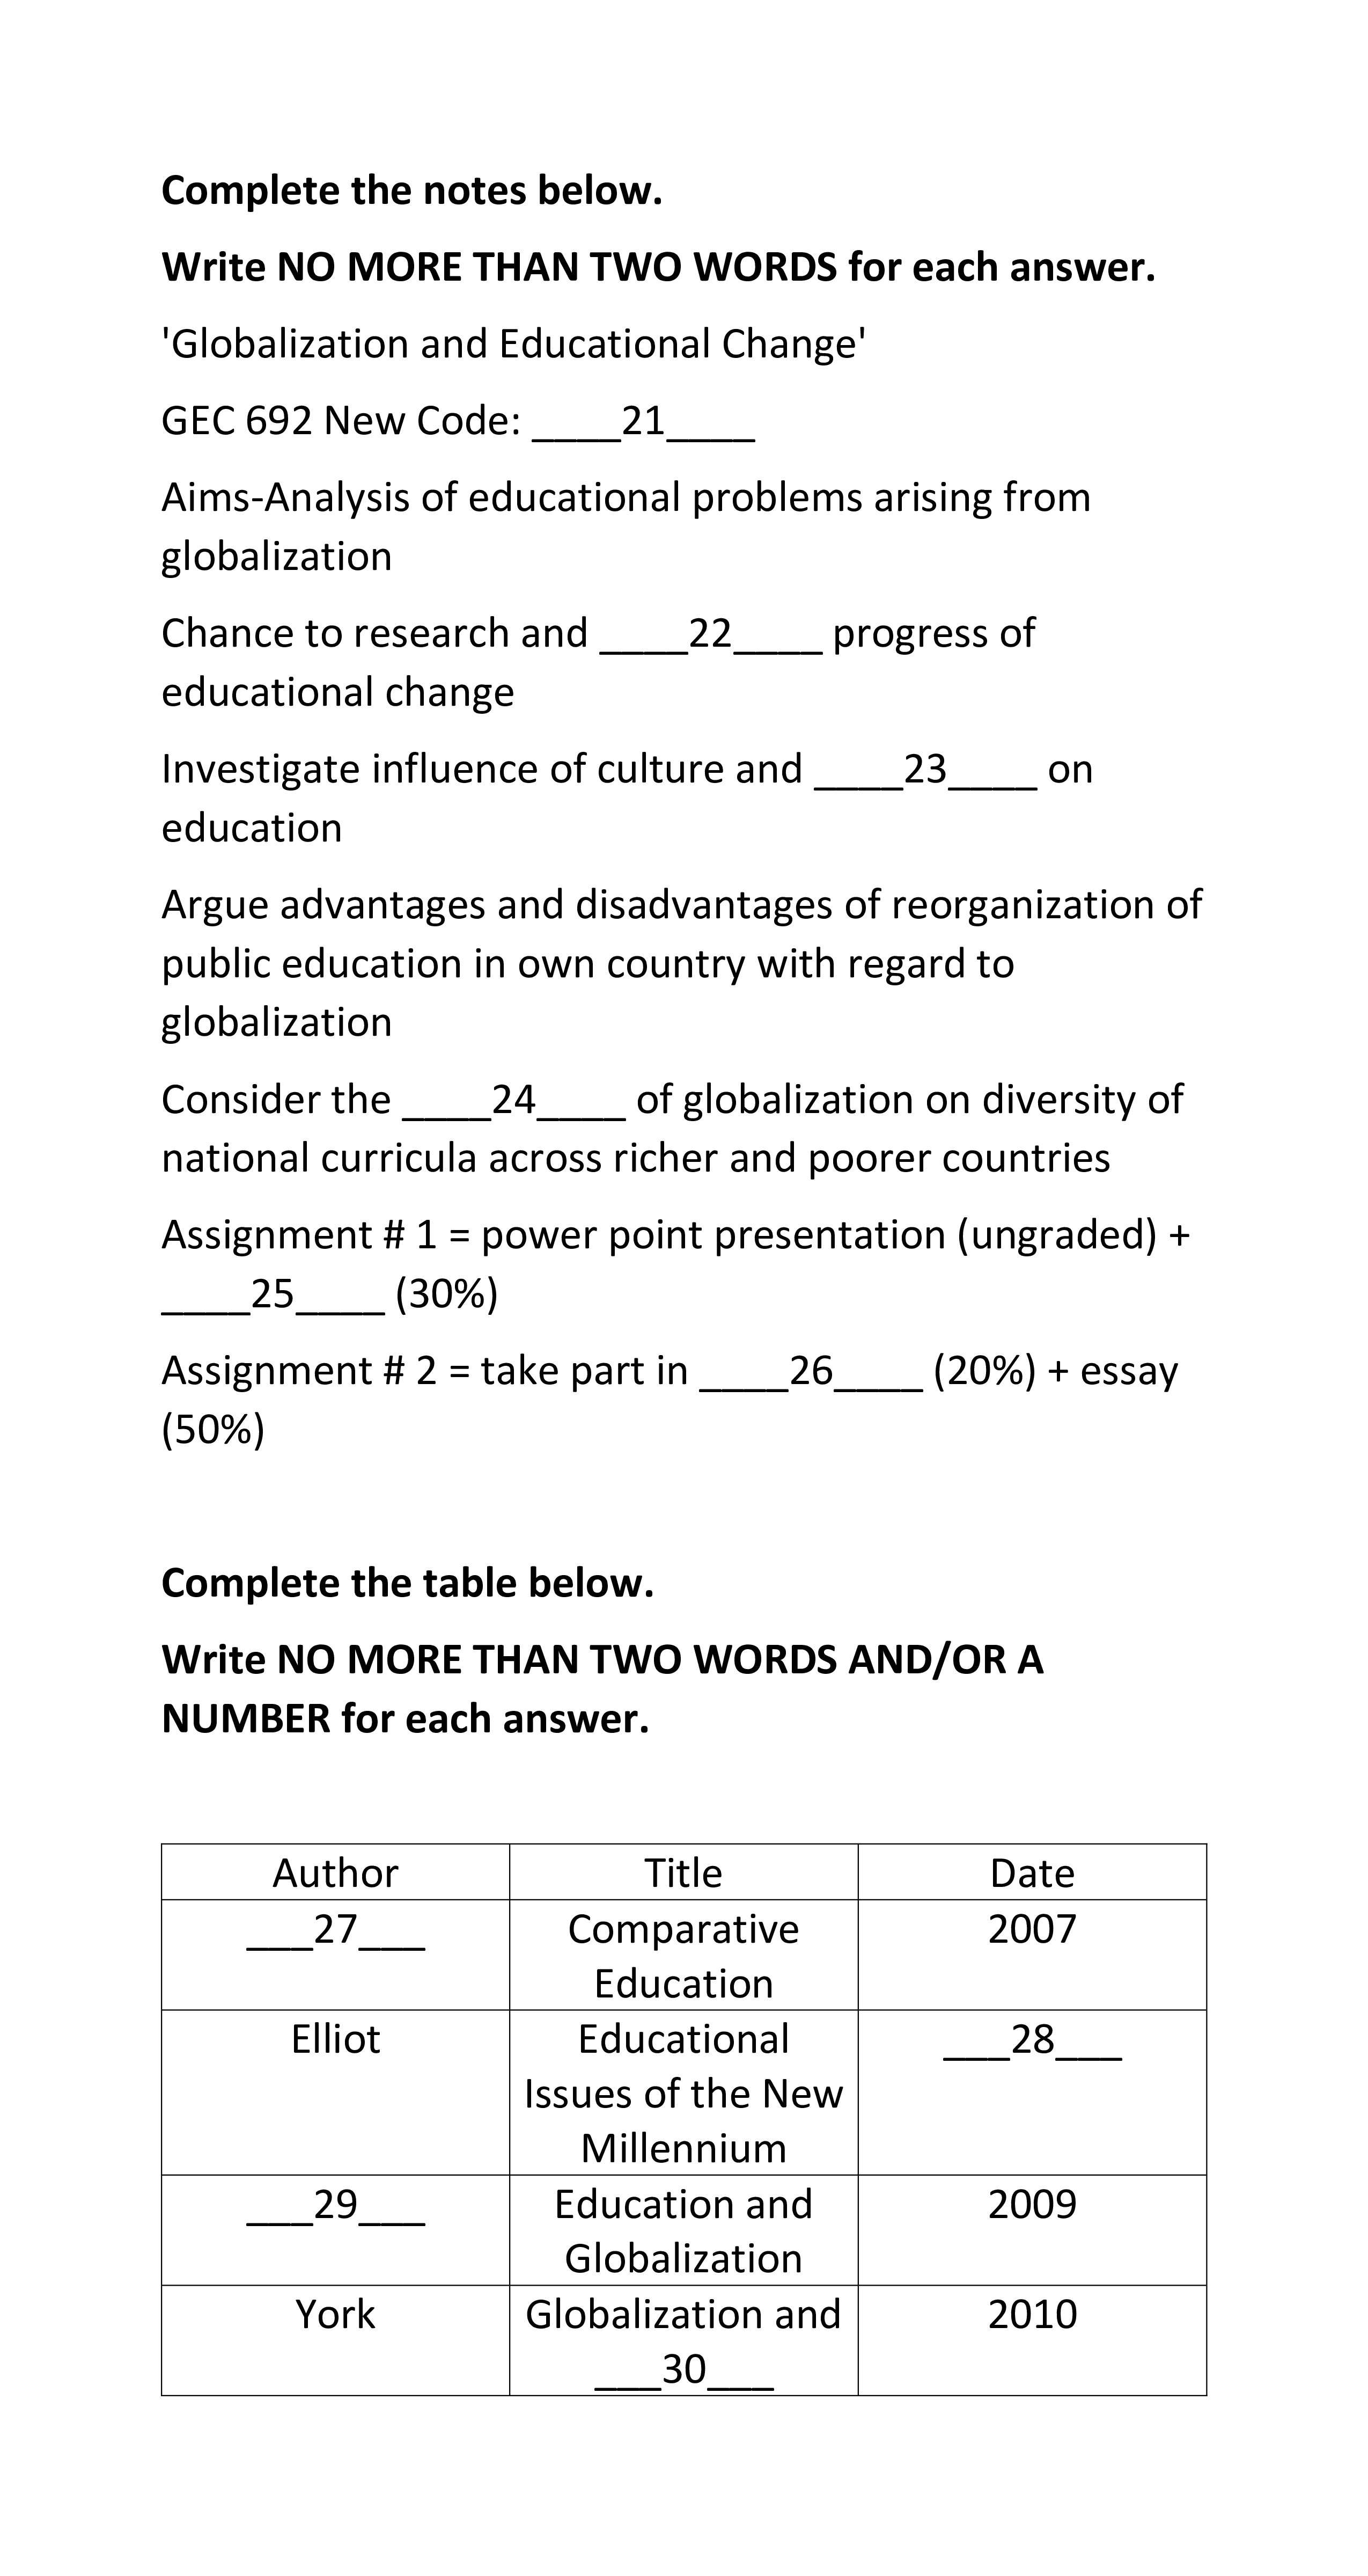 Complete the notes below.
Write NO MORE THAN TWO WORDS for each answer.
'Globalization and Educational Change'
GEC 692 New Code: ____21____
Aims-Analysis of educational problems arising from
globalization
Chance to research and ____22____ progress of
educational change
Investigate influence of culture and ____23____ on
education
Argue advantages and disadvantages of reorganization of
public education in own country with regard to
globalization
Consider the ____24____ of globalization on diversity of
national curricula across richer and poorer countries
Assignment # 1 = power point presentation (ungraded) +
____25____ (30%)
Assignment # 2 = take part in ____26____ (20%) + essay
(50%)
Complete the table below.
Write NO MORE THAN TWO WORDS AND/OR A
NUMBER for each answer.
Author Title Date
___27___ Comparative 2007
Education
Elliot Educational ___28___
Issues of the New
Millennium
___29___ Education and 2009
Globalization
York Globalization and 2010
___30___